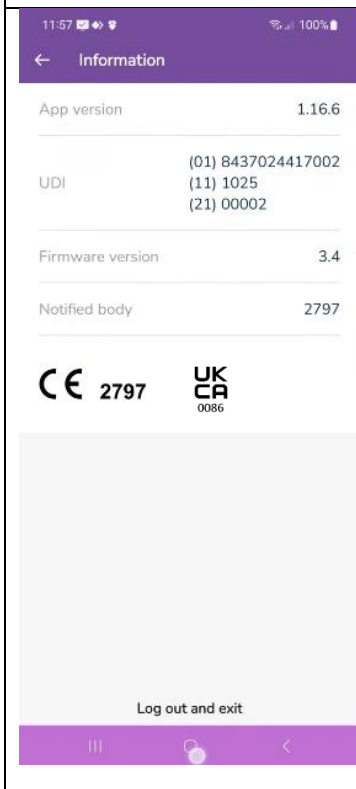 11:57 100%
Information
App version 1.16.6
UDI (01) 8437024417002
(11) 1025
(21) 00002
Firmware version 3.4
Notified body 2797
CE 2797 UK
CA
0086
Log out and exit